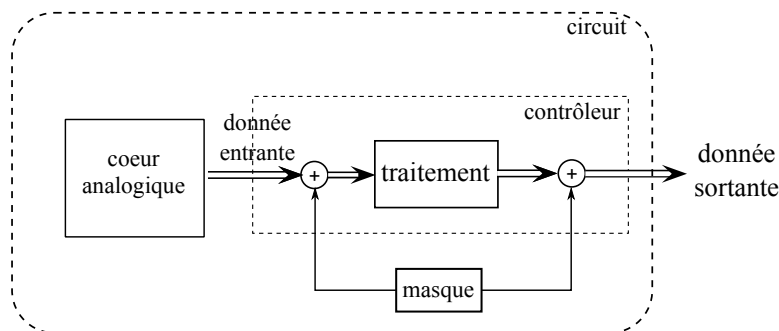 circuit
contrôleur
donnée
entrante
coeur
analogique
+
traitement
+
donnée
sortante
masque